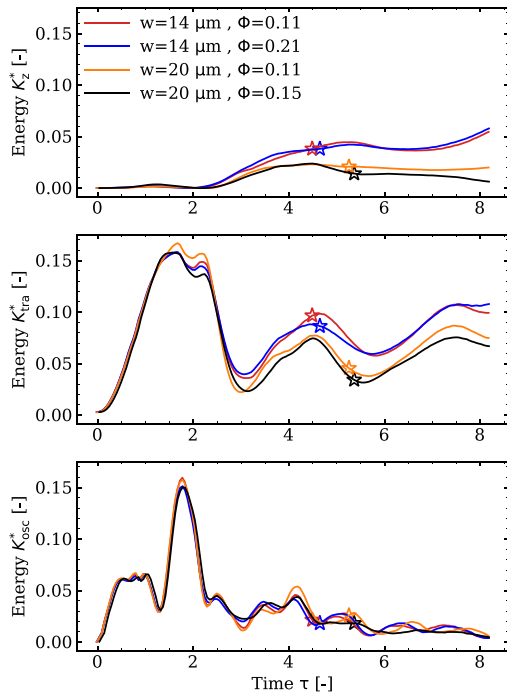 0.15
0.10
0.05
0.00
Energy K*z [-]
w=14 μm , Φ=0.11
w=14 μm , Φ=0.21
w=20 μm , Φ=0.11
w=20 μm , Φ=0.15
0 2 4 6 8
0.15
0.10
0.05
0.00
Energy K*tra [-]
0 2 4 6 8
0.15
0.10
0.05
0.00
Energy K*osc [-]
0 2 4 6 8
Time τ [-]